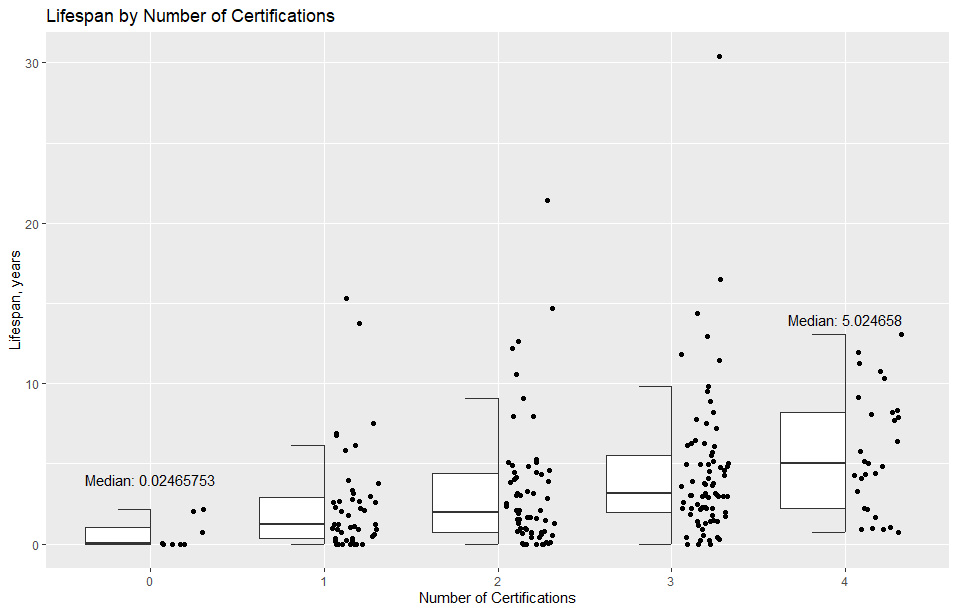 Lifespan by Number of Certifications
30
20
10
0
Lifespan, years
Median: 0.02465753
Median: 5.024658
0 1 2 3 4
Number of Certifications